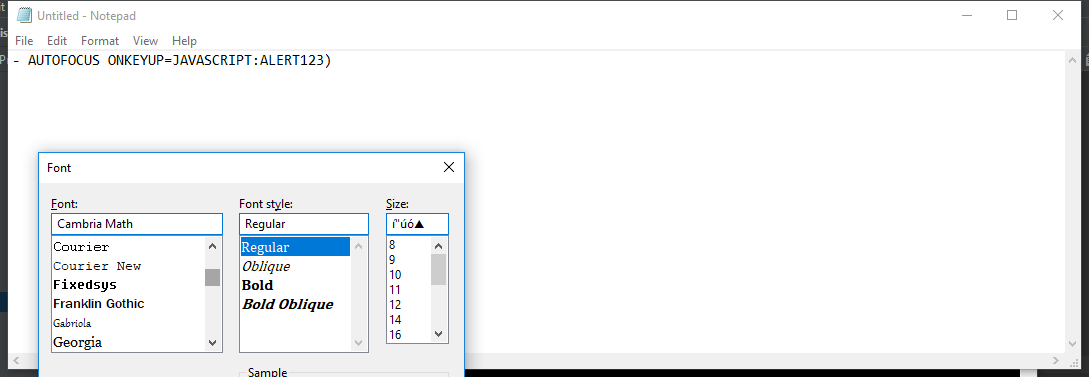 Untitled - Notepad
File Edit Format View Help
- AUTOFOCUS ONKEYUP=JAVASCRIPT:ALERT123)
Font
Font: Font style: Size:
Cambria Math Regular í"úó▲
Courier Regular 8
Courier New Oblique 9
Fixedsys Bold 10
Franklin Gothic Bold Oblique 11
Gabriola 12
Georgia 14
16
Sample